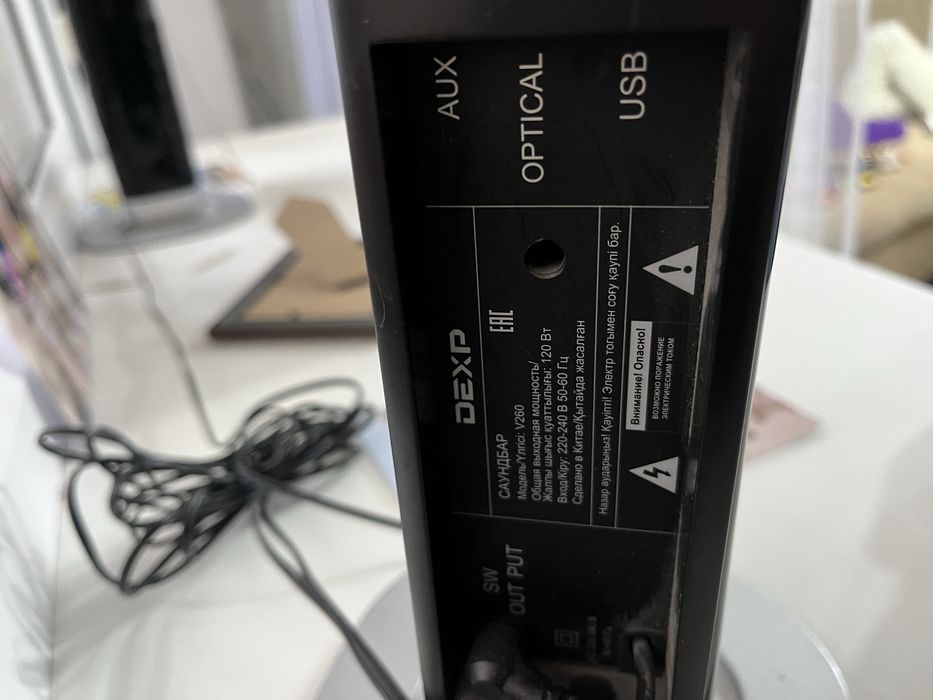 AUX
OPTICAL
USB
DEXP
EAC
САУНДБАР
Модель/Үлгісі: V260
Общая выходная мощность/
Жалпы шығыс қуаттылығы: 120 Вт
Вход/Кіру: 220-240 В 50-60 Гц
Сделано в Китае/Қытайда жасалған
Назар аударыңыз! Қауіпті! Электр тогымен соғу қаупі бар.
Внимание! Опасно!
ВОЗМОЖНО ПОРАЖЕНИЕ
ЭЛЕКТРИЧЕСКИМ ТОКОМ
SW
OUT PUT